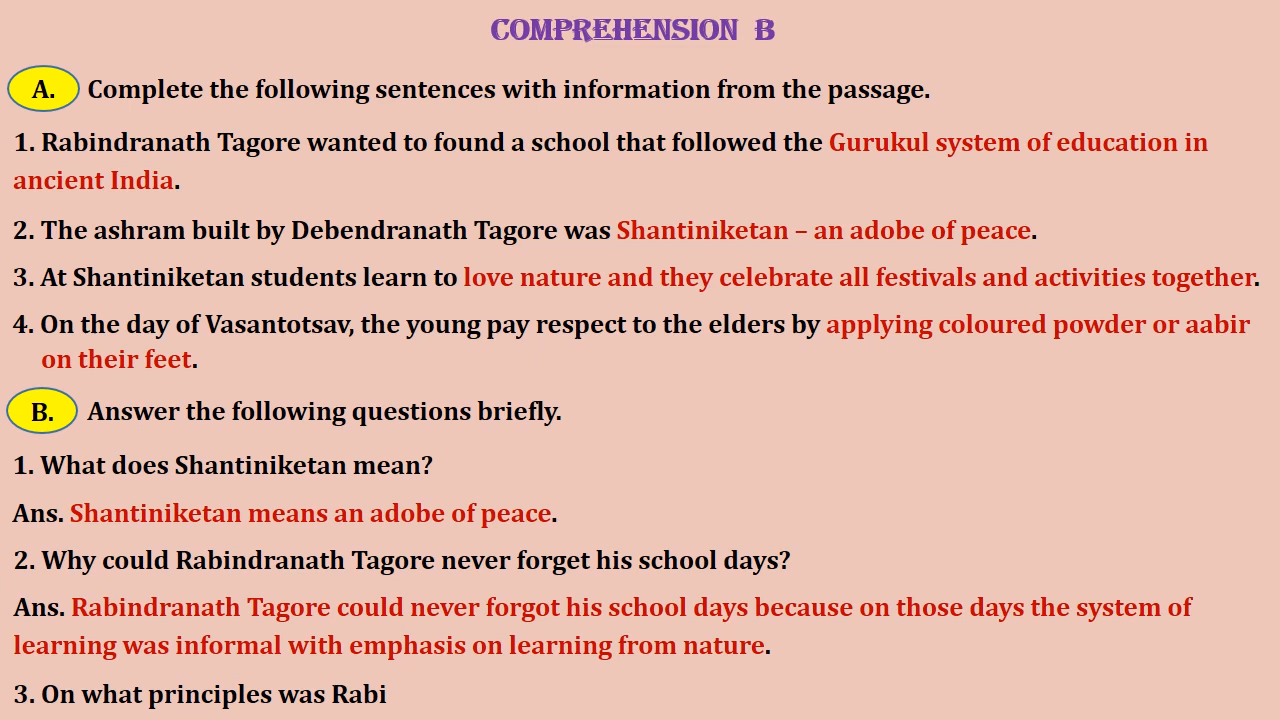 COMPREHENSION B
A. Complete the following sentences with information from the passage.
1. Rabindranath Tagore wanted to found a school that followed the Gurukul system of education in
ancient India.
2. The ashram built by Debendranath Tagore was Shantiniketan – an adobe of peace.
3. At Shantiniketan students learn to love nature and they celebrate all festivals and activities together.
4. On the day of Vasantotsav, the young pay respect to the elders by applying coloured powder or aabir
on their feet.
B. Answer the following questions briefly.
1. What does Shantiniketan mean?
Ans. Shantiniketan means an adobe of peace.
2. Why could Rabindranath Tagore never forget his school days?
Ans. Rabindranath Tagore could never forgot his school days because on those days the system of
learning was informal with emphasis on learning from nature.
3. On what principles was Rabi